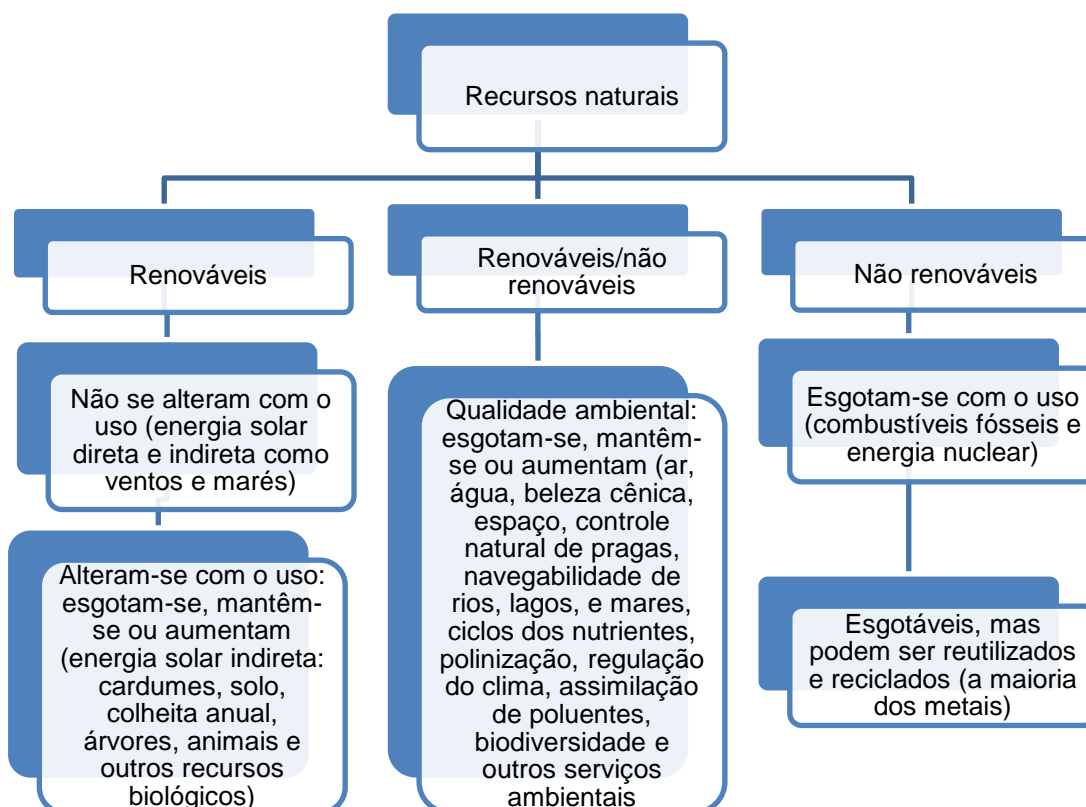 Recursos naturais
Renováveis
Não se alteram com o
uso (energia solar
direta e indireta como
ventos e marés)
Alteram-se com o uso:
esgotam-se, mantêm-
se ou aumentam
(energia solar indireta:
cardumes, solo,
colheita anual,
árvores, animais e
outros recursos
biológicos)
Renováveis/não
renováveis
Qualidade ambiental:
esgotam-se, mantêm-
se ou aumentam (ar,
água, beleza cênica,
espaço, controle
natural de pragas,
navegabilidade de
rios, lagos, e mares,
ciclos dos nutrientes,
polinização, regulação
do clima, assimilação
de poluentes,
biodiversidade e
outros serviços
ambientais
Não renováveis
Esgotam-se com o uso
(combustíveis fósseis e
energia nuclear)
Esgotáveis, mas
podem ser reutilizados
e reciclados (a maioria
dos metais)